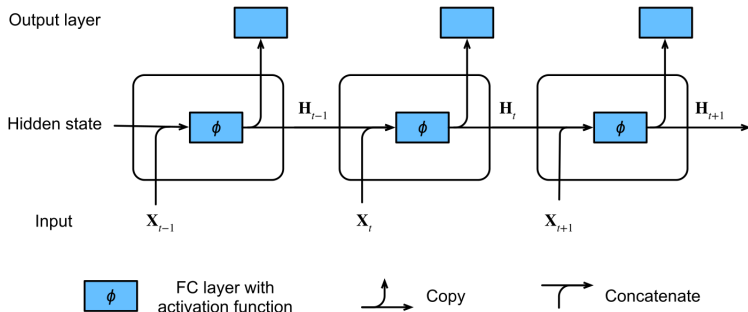 Output layer
Hidden state
ϕ
H_{t-1}
ϕ
H_t
ϕ
H_{t+1}
Input
X_{t-1}
X_t
X_{t+1}
ϕ
FC layer with
activation function
Copy
Concatenate